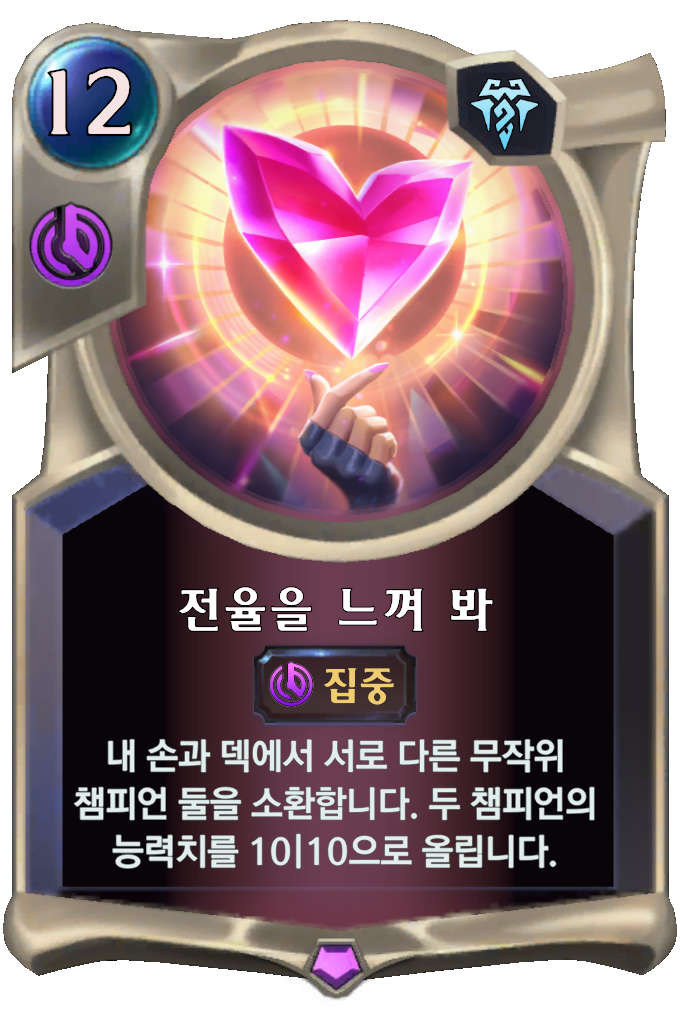 12
전율을 느껴 봐
집중
내 손과 덱에서 서로 다른 무작위
챔피언 둘을 소환합니다. 두 챔피언의
능력치를 10|10으로 올립니다.